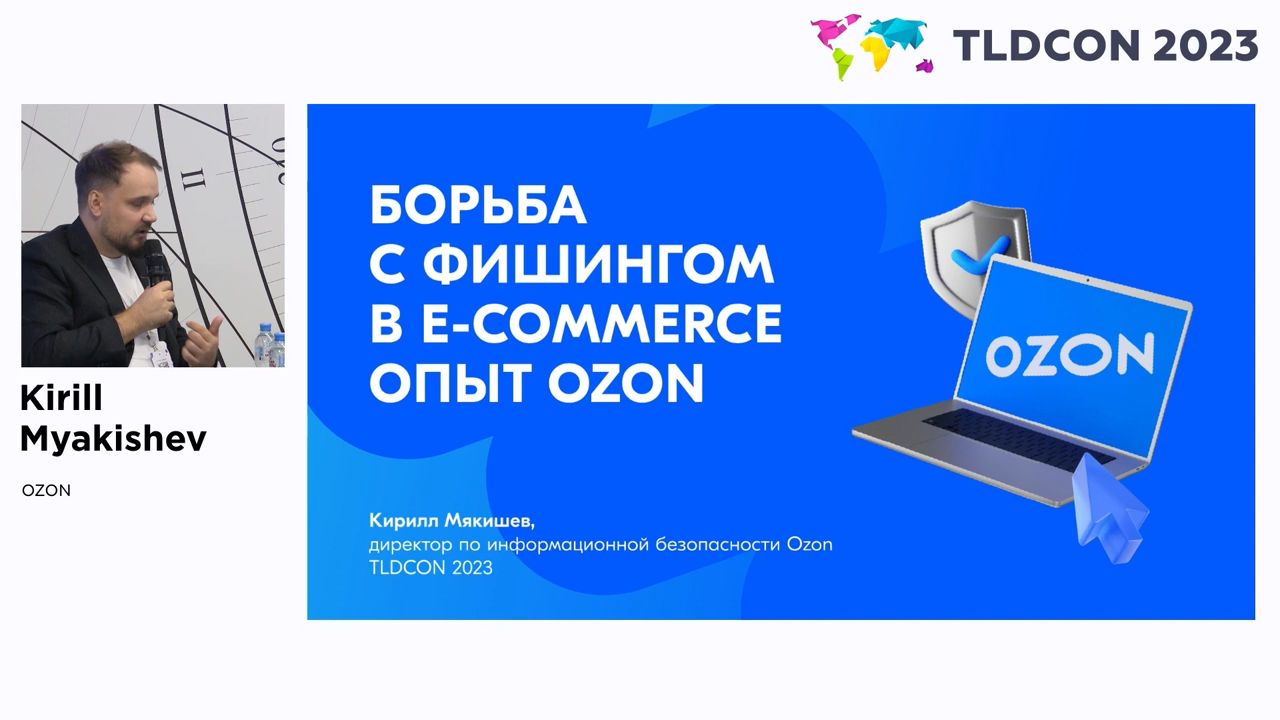 TLDCON 2023
II
Kirill
Myakishev
OZON
БОРЬБА
С ФИШИНГОМ
В E-COMMERCE
ОПЫТ OZON
OZON
Кирилл Мякишев,
директор по информационной безопасности Ozon
TLDCON 2023